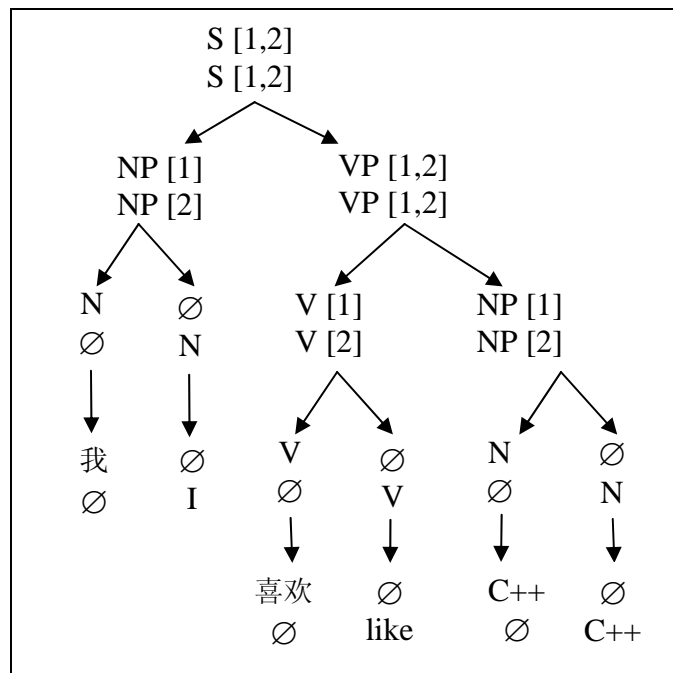 S [1,2]
S [1,2]
NP [1] VP [1,2]
NP [2] VP [1,2]
N ∅ V [1] NP [1]
∅ N V [2] NP [2]
我 ∅ V ∅ N ∅
∅ I ∅ V ∅ N
喜欢 ∅ C++ ∅
∅ like ∅ C++